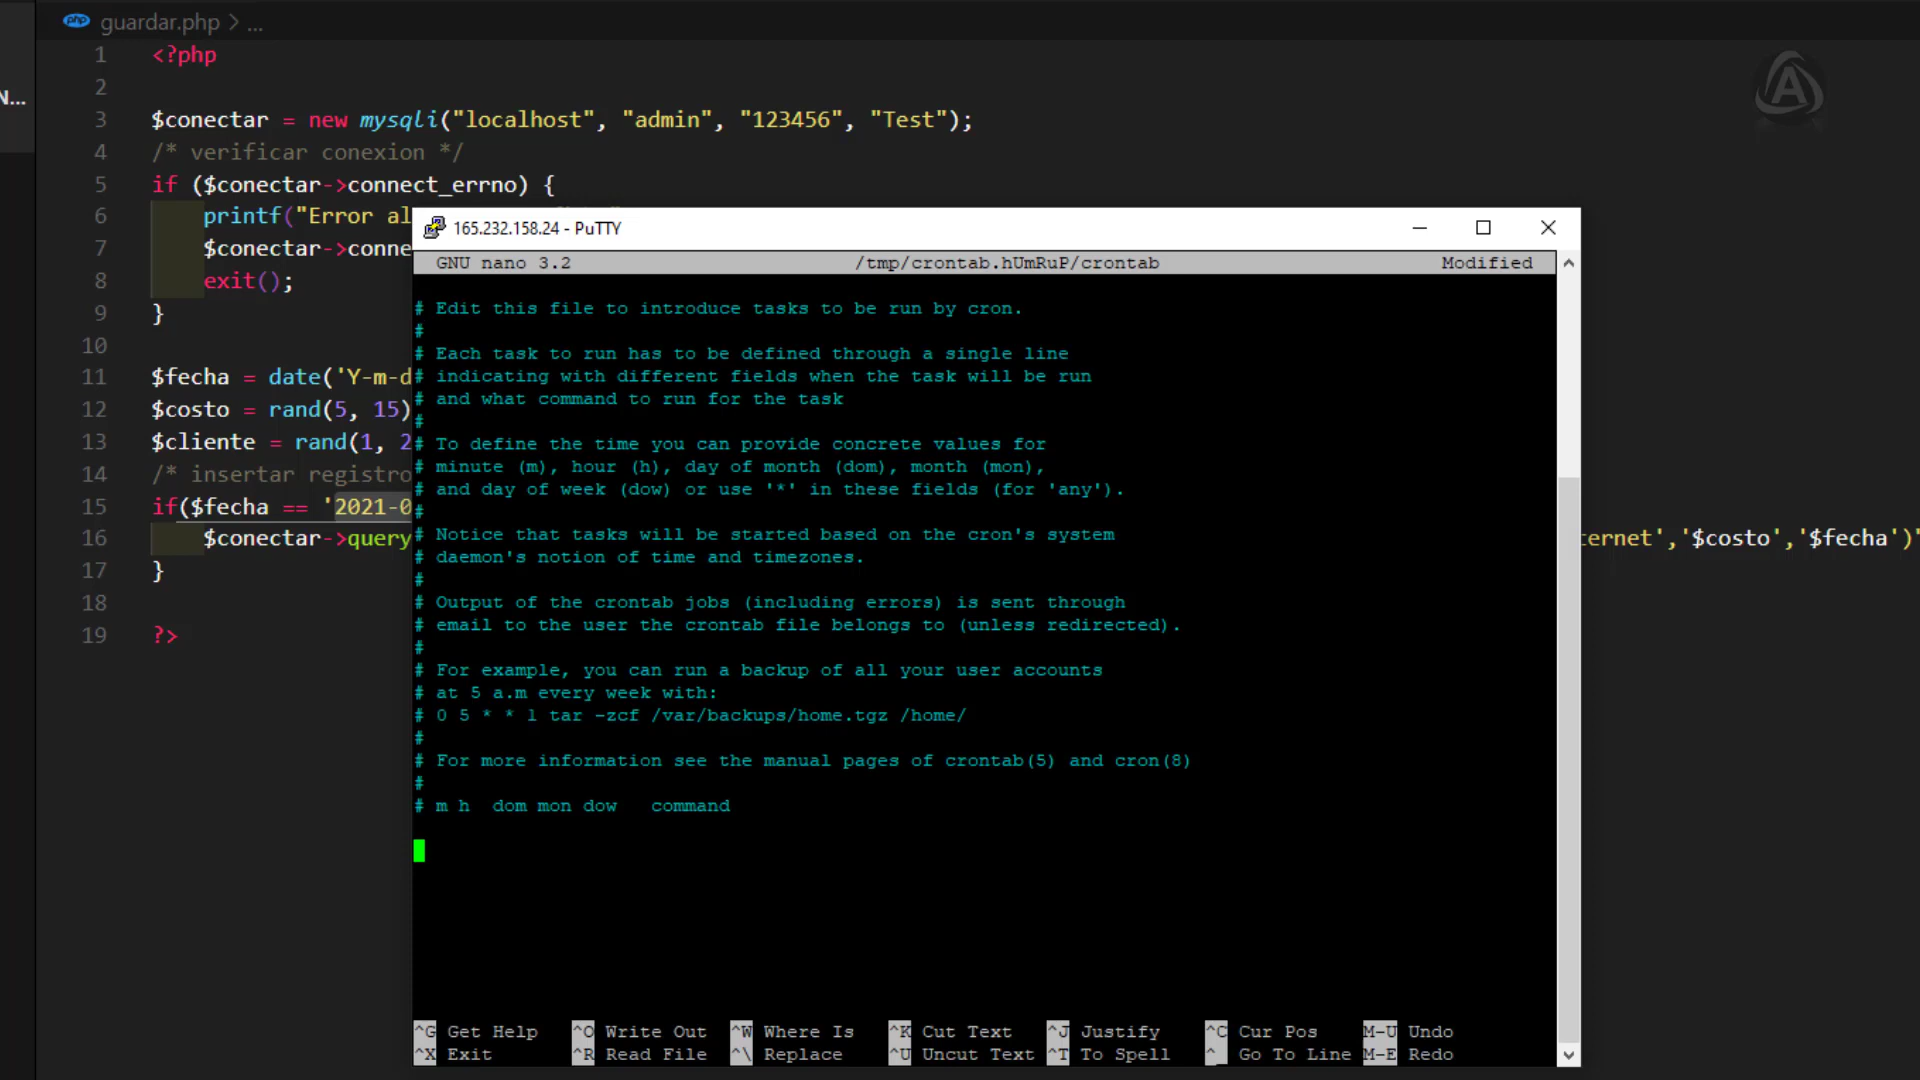 guardar.php > ...
N...
1 <?php
2
3 $conectar = new mysqli("localhost", "admin", "123456", "Test");
4 /* verificar conexion */
5 if ($conectar->connect_errno) {
6 printf("Error al
7 $conectar->conne
8 exit();
9 }
10
11 $fecha = date('Y-m-d
12 $costo = rand(5, 15)
13 $cliente = rand(1, 2
14 /* insertar registro
15 if($fecha == '2021-0
16 $conectar->query
ternet','$costo','$fecha')"
17 }
18
19 ?>
165.232.158.24 - PuTTY
GNU nano 3.2 /tmp/crontab.hUmRuP/crontab Modified
# Edit this file to introduce tasks to be run by cron.
#
# Each task to run has to be defined through a single line
# indicating with different fields when the task will be run
# and what command to run for the task
#
# To define the time you can provide concrete values for
# minute (m), hour (h), day of month (dom), month (mon),
# and day of week (dow) or use '*' in these fields (for 'any').
#
# Notice that tasks will be started based on the cron's system
# daemon's notion of time and timezones.
#
# Output of the crontab jobs (including errors) is sent through
# email to the user the crontab file belongs to (unless redirected).
#
# For example, you can run a backup of all your user accounts
# at 5 a.m every week with:
# 0 5 * * 1 tar -zcf /var/backups/home.tgz /home/
#
# For more information see the manual pages of crontab(5) and cron(8)
#
# m h dom mon dow command
^G Get Help ^O Write Out ^W Where Is ^K Cut Text ^J Justify ^C Cur Pos M-U Undo
^X Exit ^R Read File ^\ Replace ^U Uncut Text ^T To Spell ^_ Go To Line M-E Redo